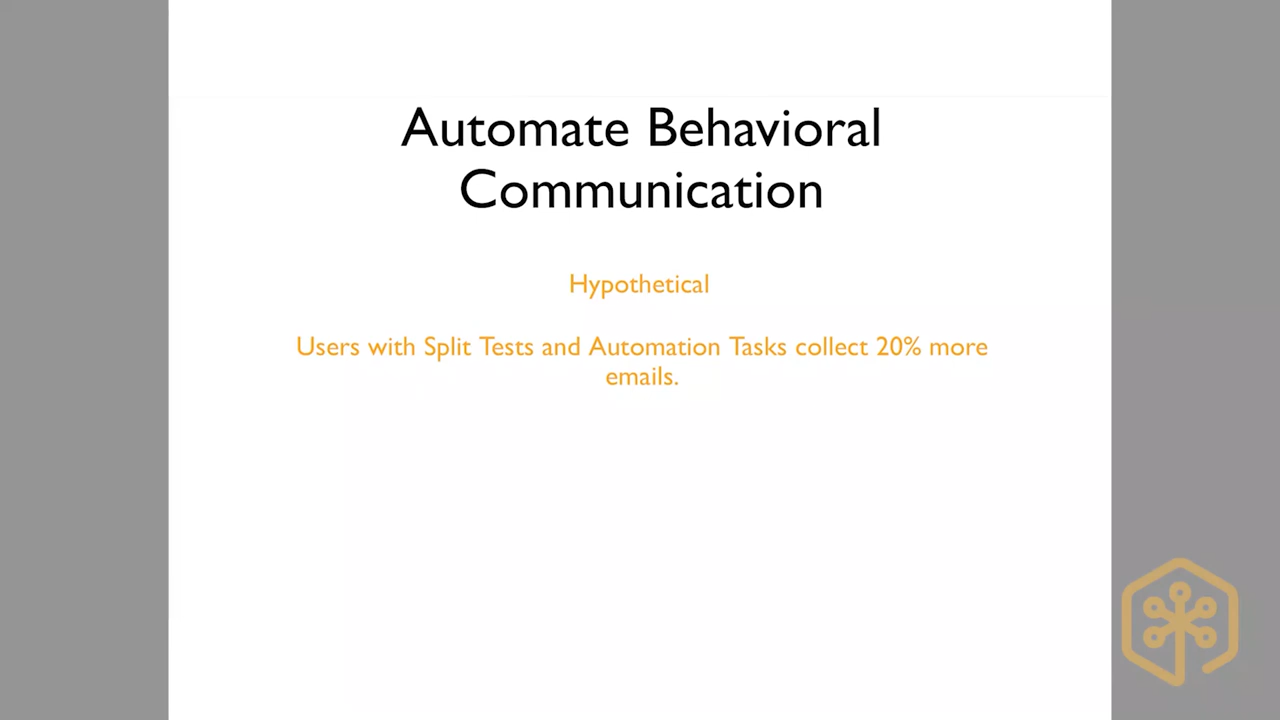 Automate Behavioral
Communication
Hypothetical
Users with Split Tests and Automation Tasks collect 20% more
emails.